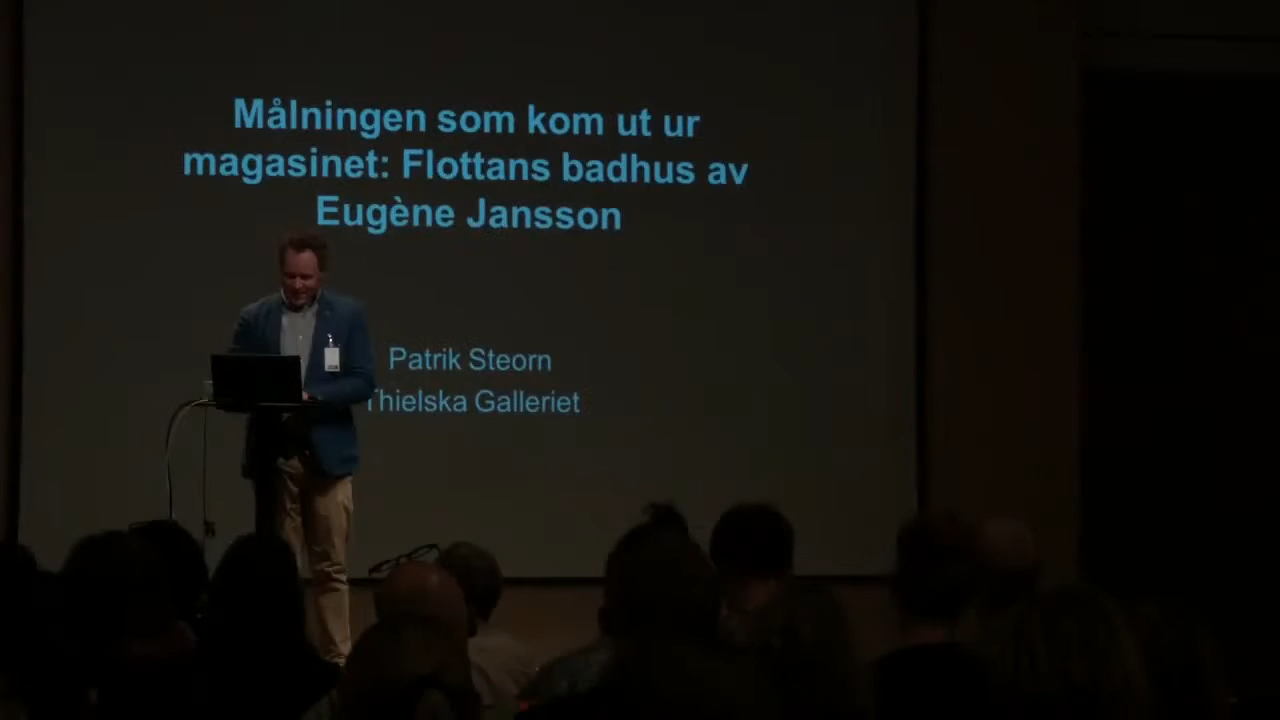 Målningen som kom ut ur
magasinet: Flottans badhus av
Eugène Jansson
Patrik Steorn
Thielska Galleriet